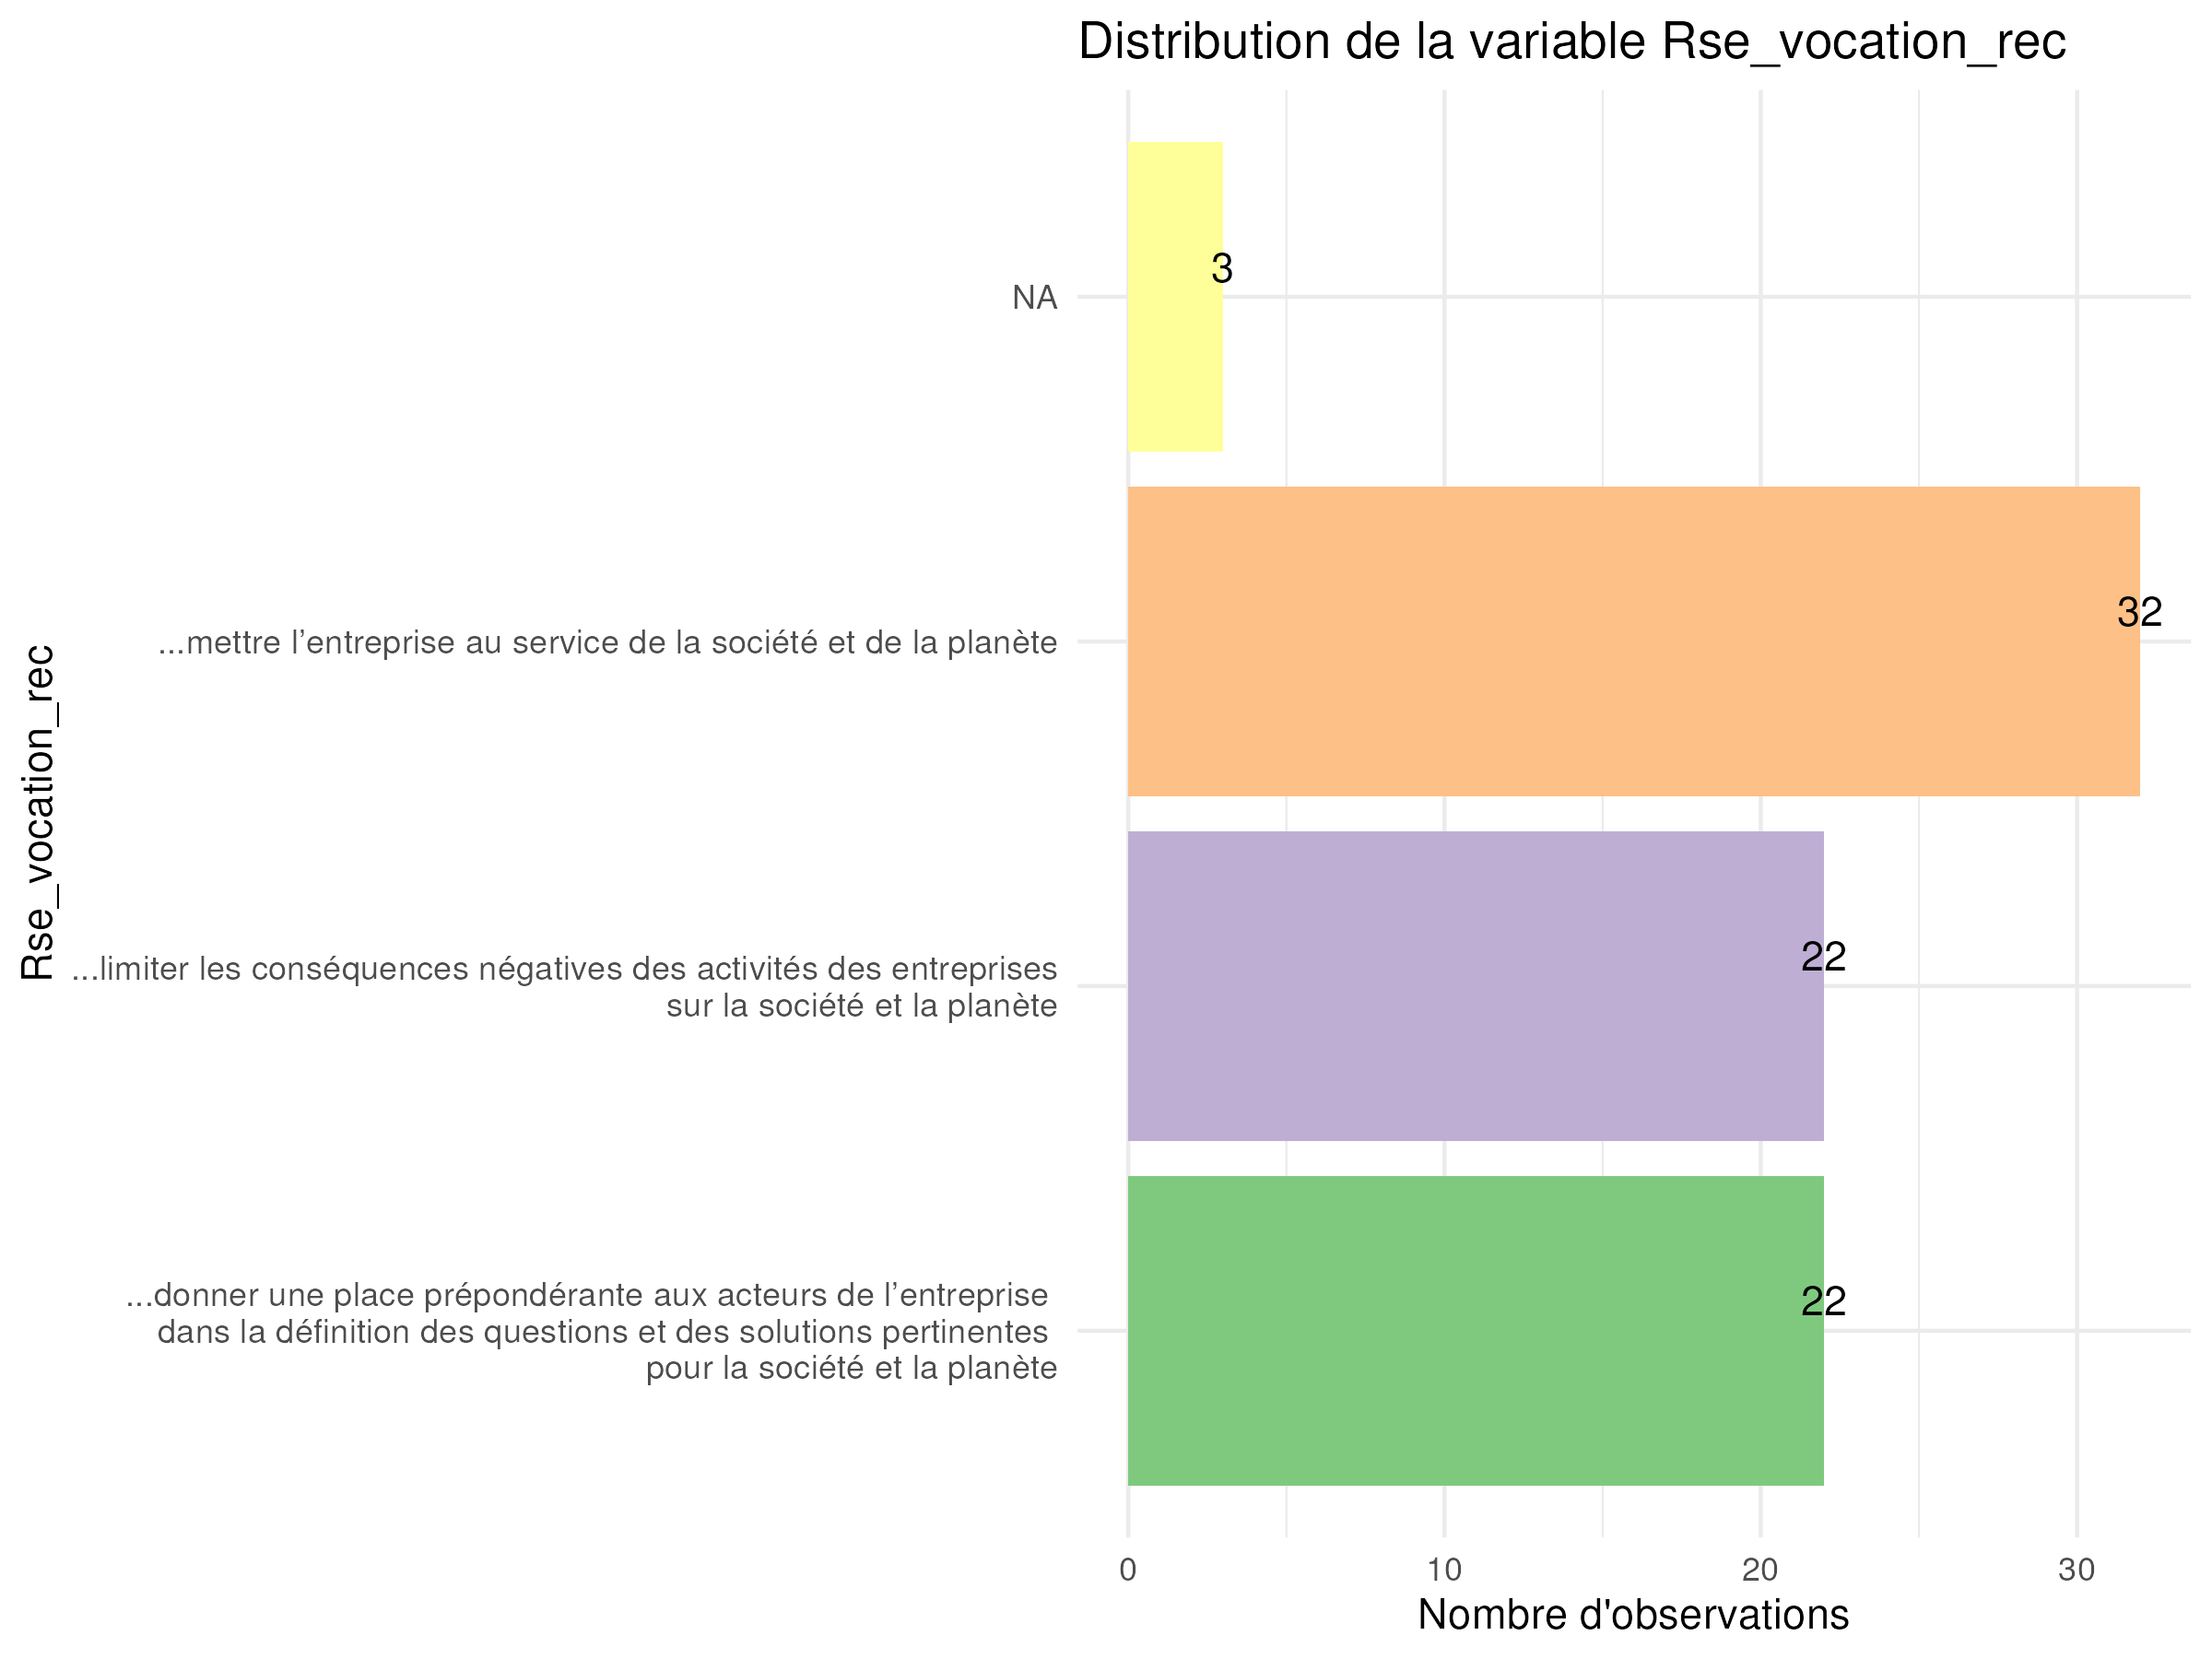 Distribution de la variable Rse_vocation_rec
Rse_vocation_rec
NA
3
...mettre l’entreprise au service de la société et de la planète
32
...limiter les conséquences négatives des activités des entreprises
sur la société et la planète
22
...donner une place prépondérante aux acteurs de l’entreprise
dans la définition des questions et des solutions pertinentes
pour la société et la planète
22
0 10 20 30
Nombre d'observations